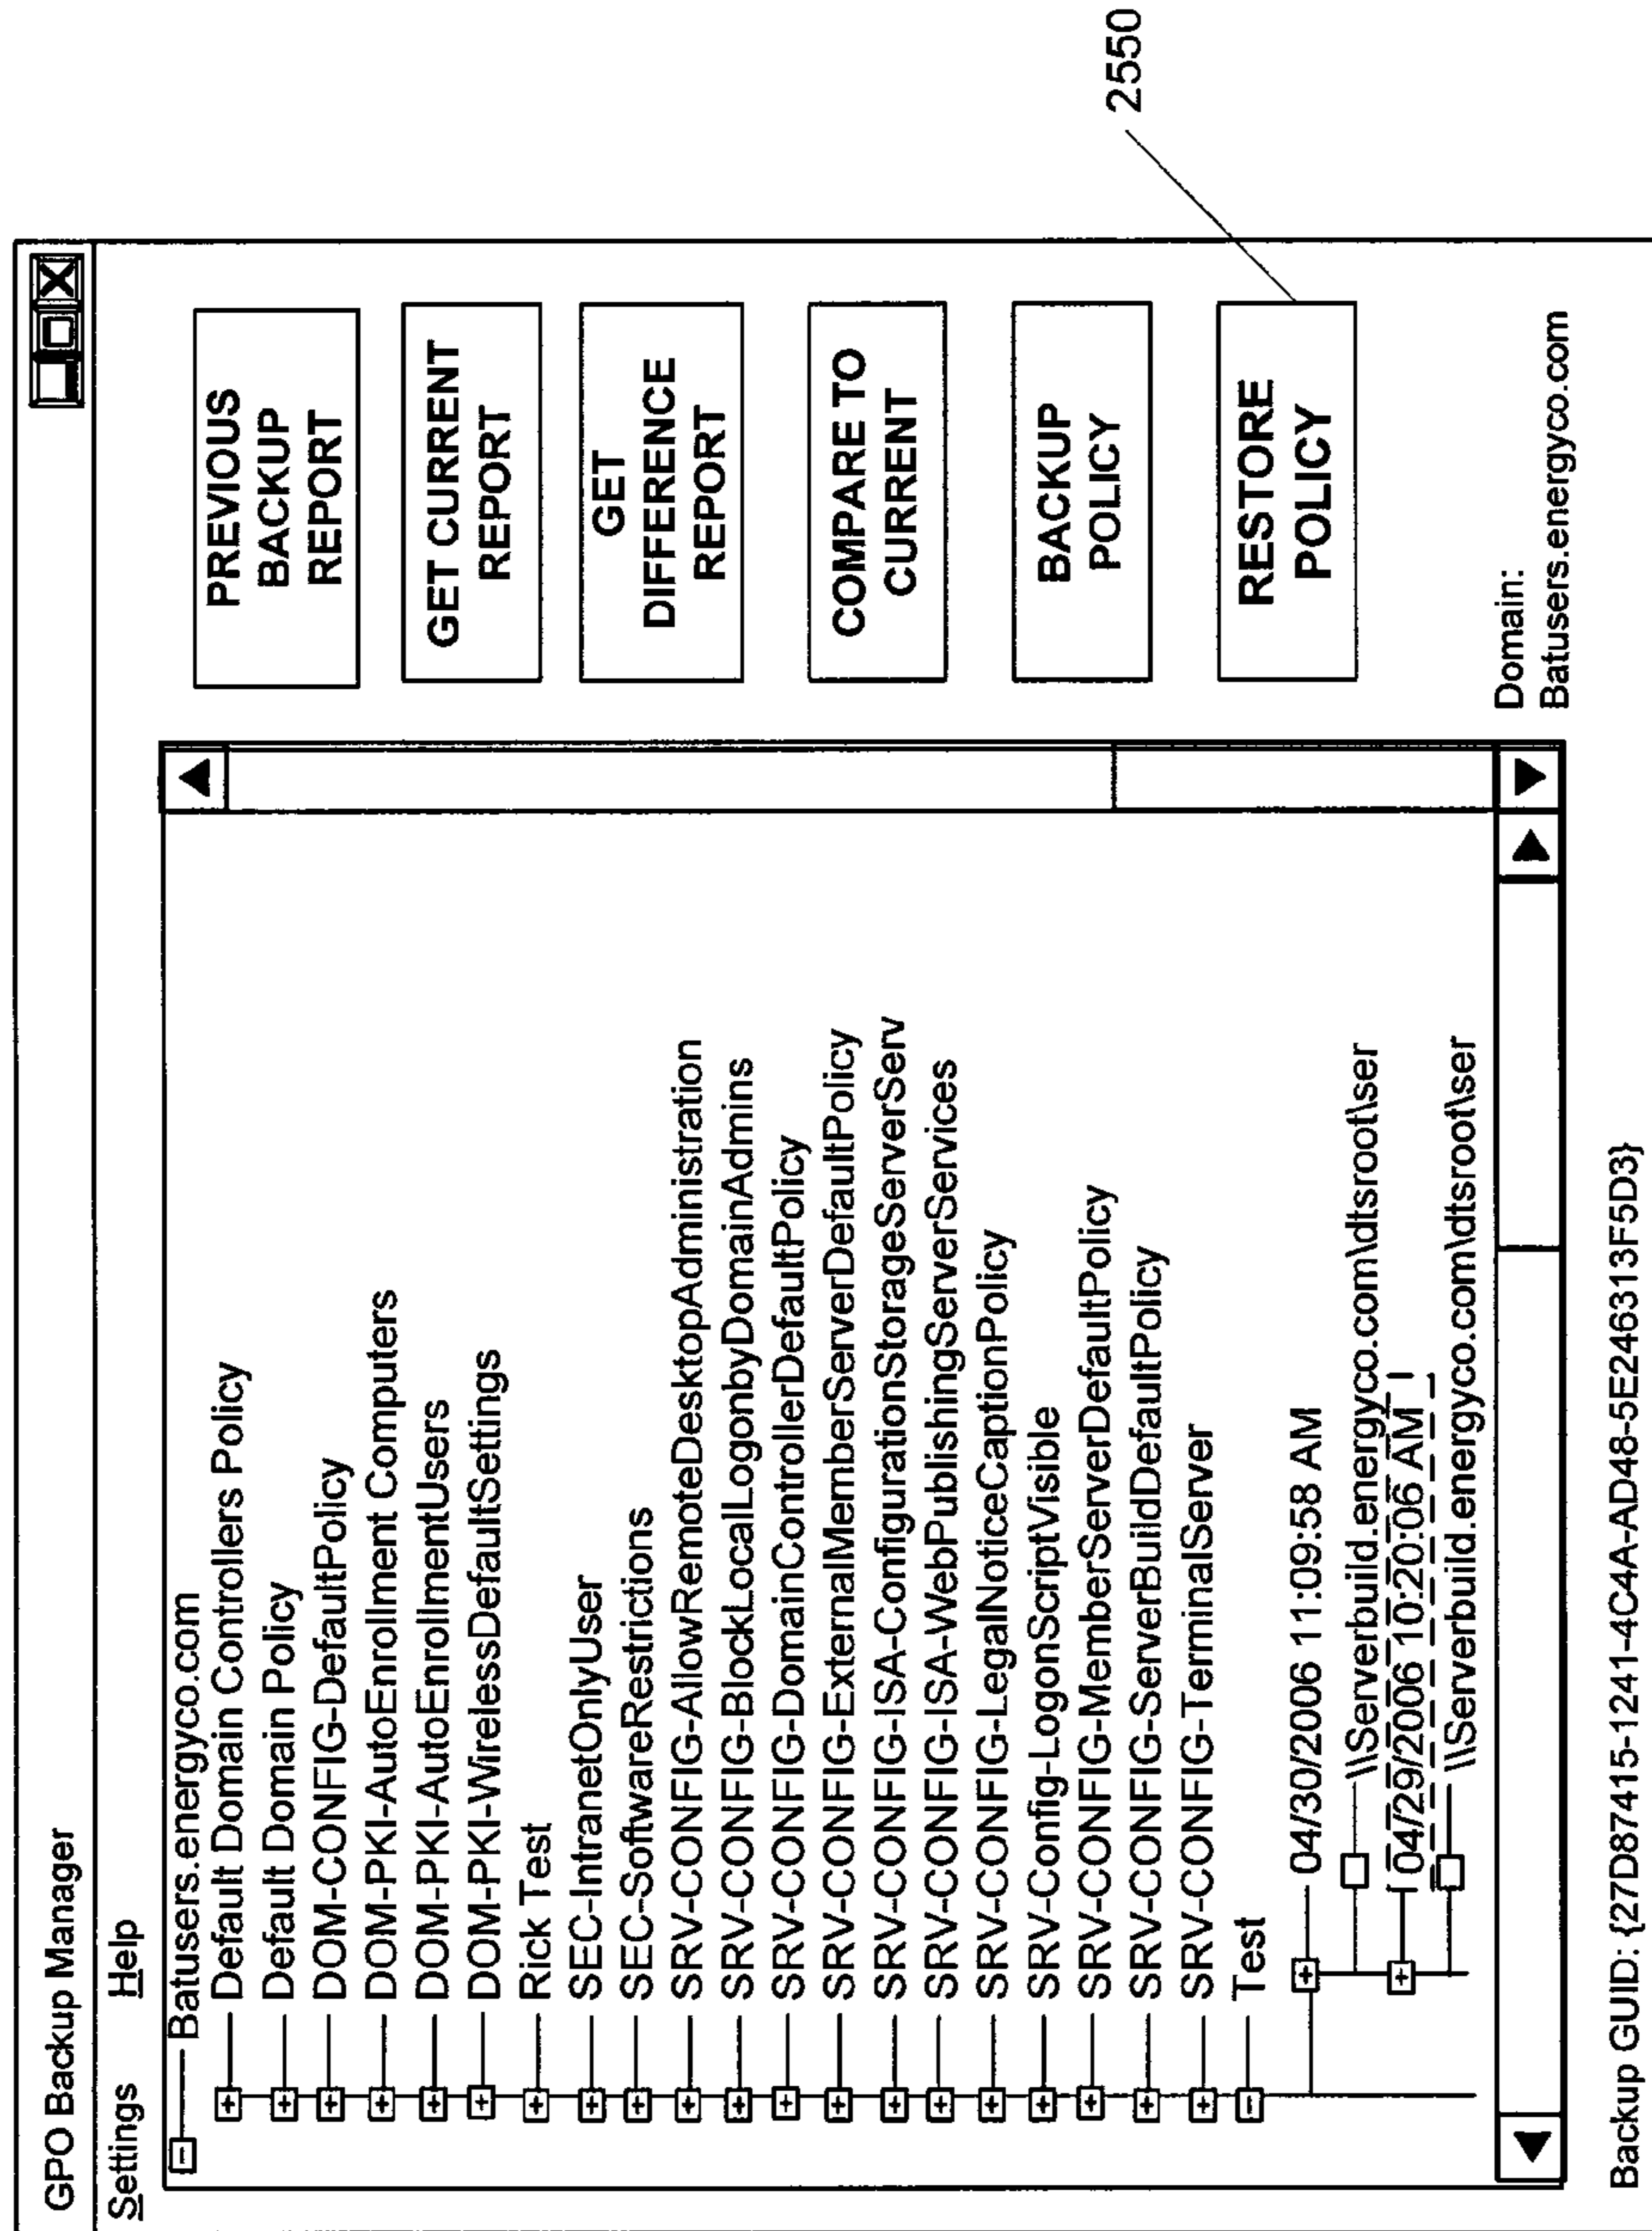 GPO Backup Manager
Settings Help
Batusers.energyco.com
Default Domain Controllers Policy
Default Domain Policy
DOM-CONFIG-DefaultPolicy
DOM-PKI-AutoEnrollment Computers
DOM-PKI-AutoEnrollmentUsers
DOM-PKI-WirelessDefaultSettings
Rick Test
SEC-IntranetOnlyUser
SEC-SoftwareRestrictions
SRV-CONFIG-AllowRemoteDesktopAdministration
SRV-CONFIG-BlockLocalLogonbyDomainAdmins
SRV-CONFIG-DomainControllerDefaultPolicy
SRV-CONFIG-ExternalMemberServerDefaultPolicy
SRV-CONFIG-ISA-ConfigurationStorageServerServ
SRV-CONFIG-ISA-WebPublishingServerServices
SRV-CONFIG-LegalNoticeCaptionPolicy
SRV-Config-LogonScriptVisible
SRV-CONFIG-MemberServerDefaultPolicy
SRV-CONFIG-ServerBuildDefaultPolicy
SRV-CONFIG-TerminalServer
Test
04/30/2006 11:09:58 AM
\\Serverbuild.energyco.com\dtsroot\ser
04/29/2006 10:20:06 AM
\\Serverbuild.energyco.com\dtsroot\ser
PREVIOUS
BACKUP
REPORT
GET CURRENT
REPORT
GET
DIFFERENCE
REPORT
COMPARE TO
CURRENT
BACKUP
POLICY
RESTORE
POLICY
2550
Domain:
Batusers.energyco.com
Backup GUID: {27D87415-1241-4C4A-AD48-5E246313F5D3}